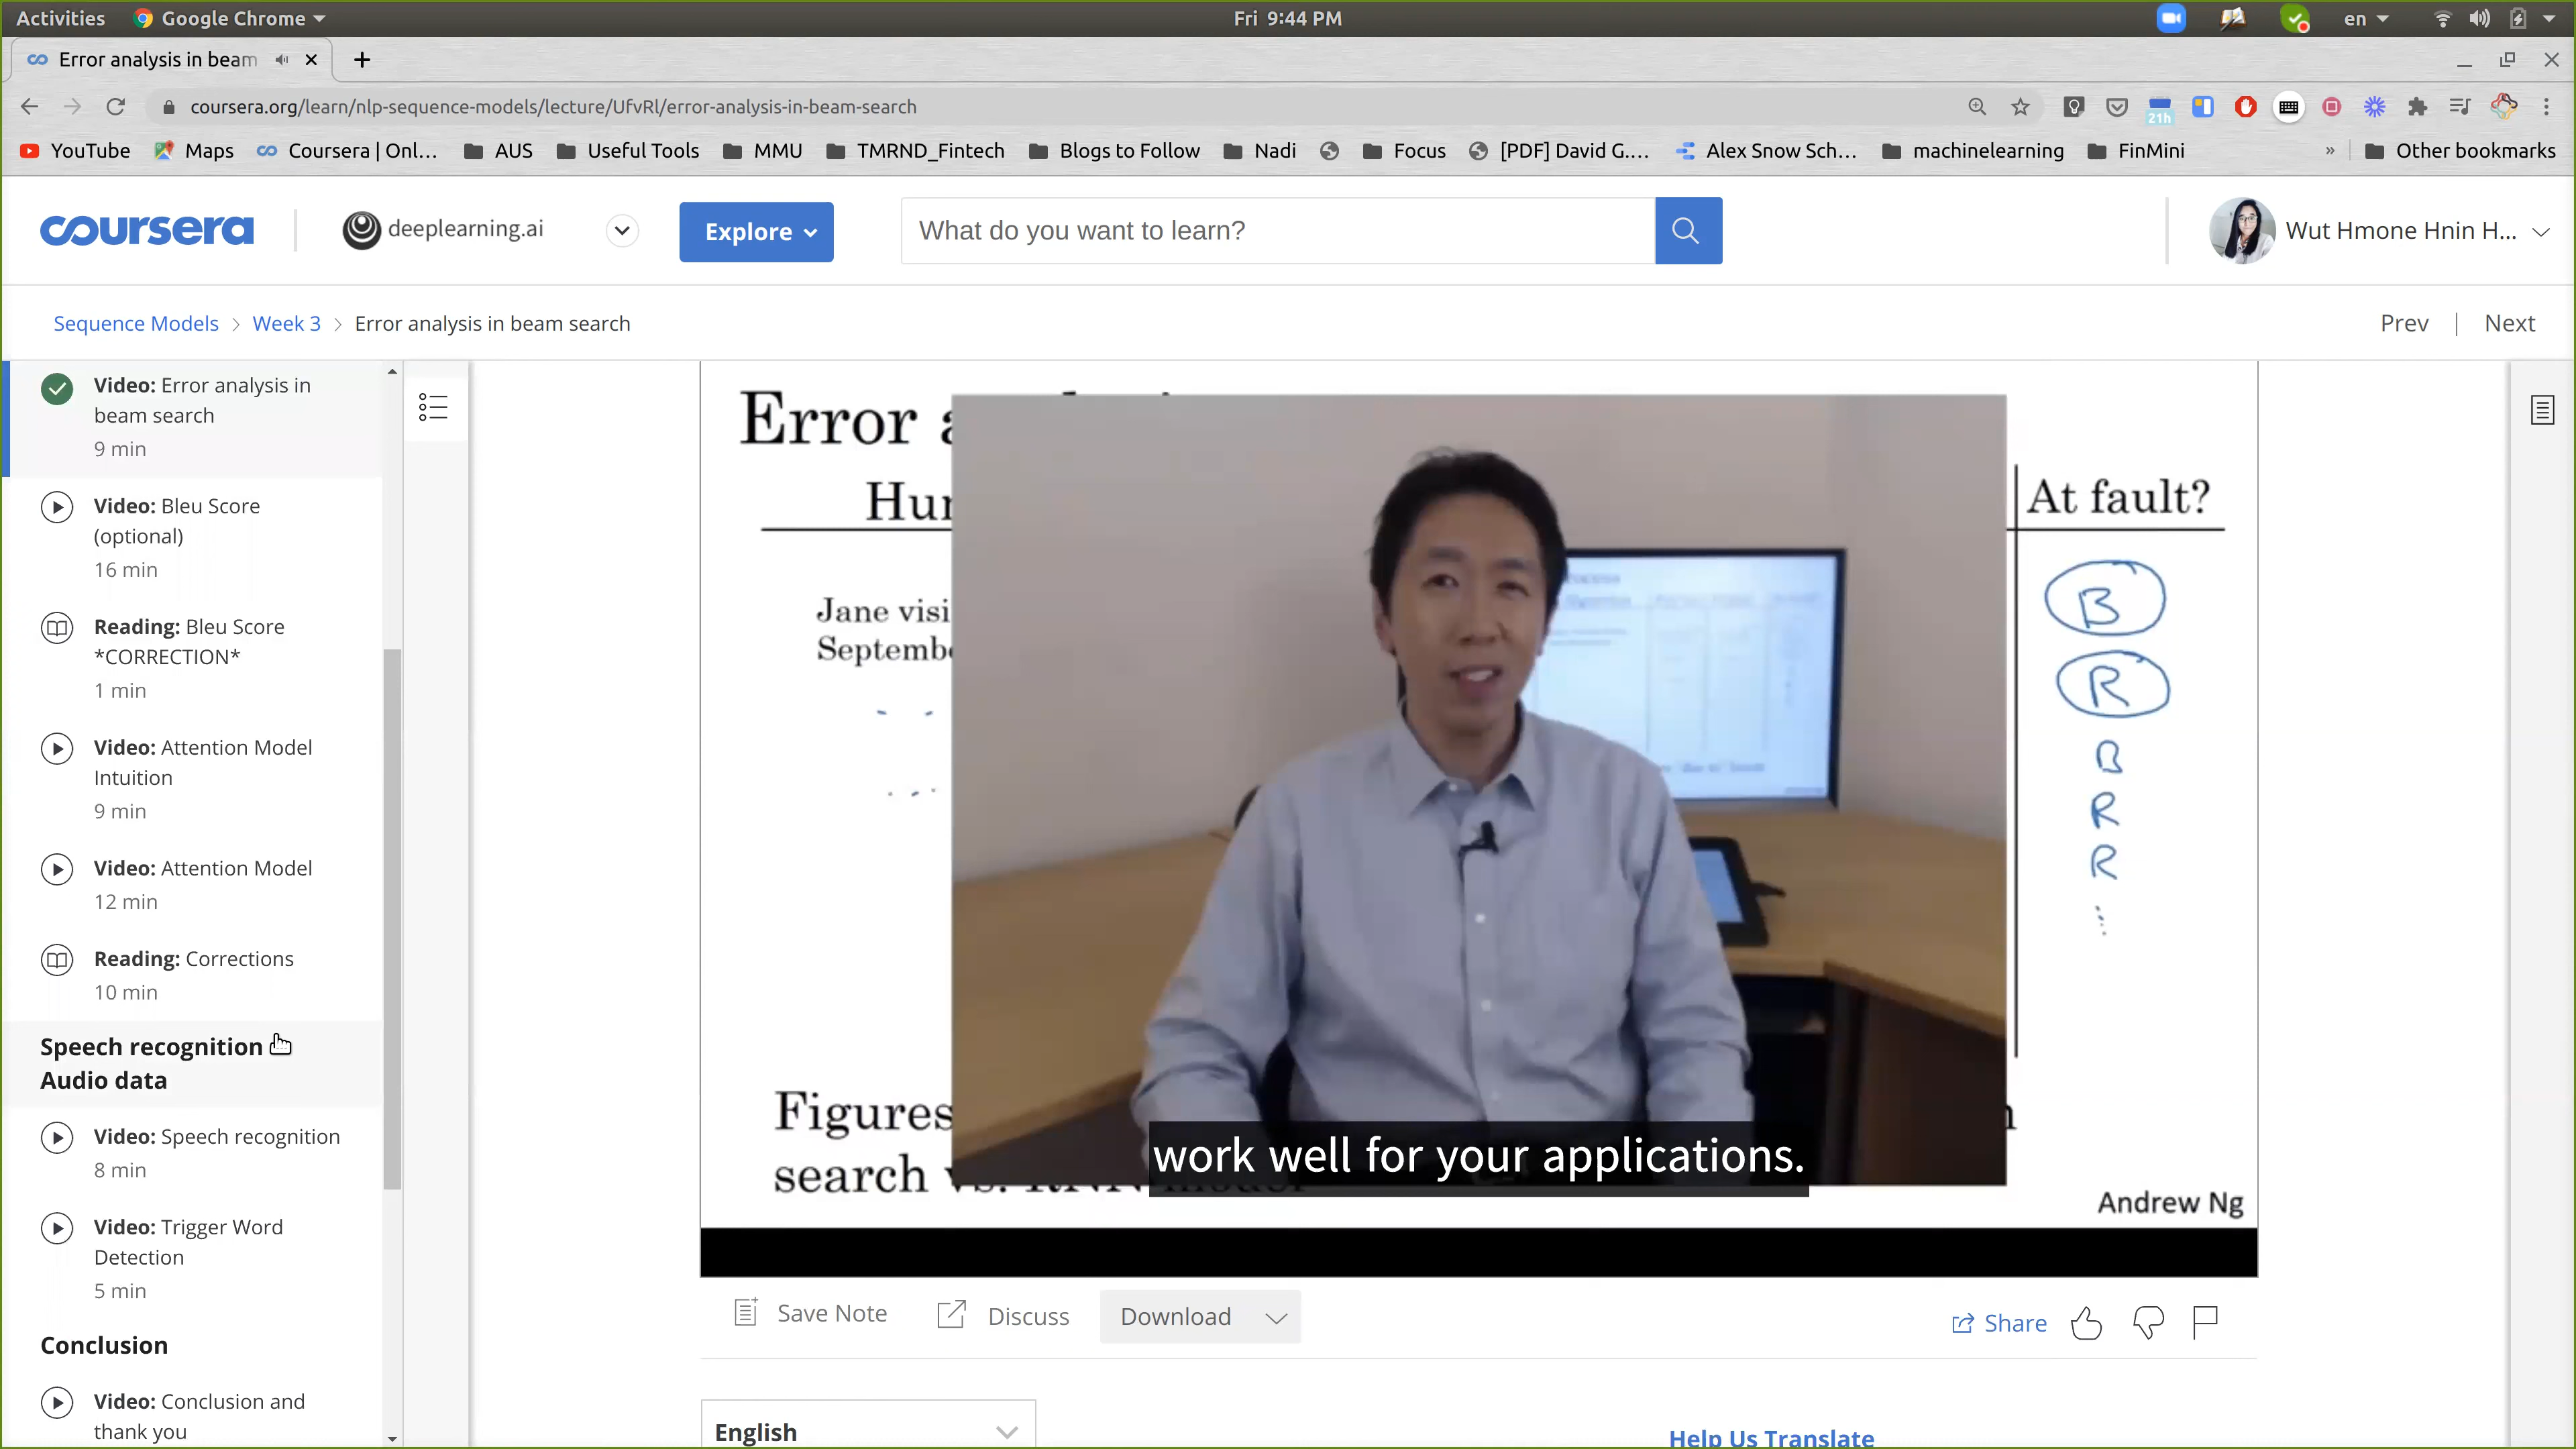 Activities Google Chrome Fri 9:44 PM en
Error analysis in beam
coursera.org/learn/nlp-sequence-models/lecture/UfvRl/error-analysis-in-beam-search
21h
YouTube Maps Coursera | Onl... AUS Useful Tools MMU TMRND_Fintech Blogs to Follow Nadi Focus [PDF] David G.... Alex Snow Sch... machinelearning FinMini » Other bookmarks
coursera deeplearning.ai Explore What do you want to learn? Wut Hmone Hnin H...
Sequence Models > Week 3 > Error analysis in beam search Prev | Next
Video: Error analysis in
beam search
9 min
Video: Bleu Score
(optional)
16 min
Reading: Bleu Score
*CORRECTION*
1 min
Video: Attention Model
Intuition
9 min
Video: Attention Model
12 min
Reading: Corrections
10 min
Speech recognition
Audio data
Video: Speech recognition
8 min
Video: Trigger Word
Detection
5 min
Conclusion
Video: Conclusion and
thank you
Error
At fault?
Jane
B
R
B
R
R
Figures
search vs. RNN model
work well for your applications.
Andrew Ng
Save Note Discuss Download Share
English
Help Us Translate